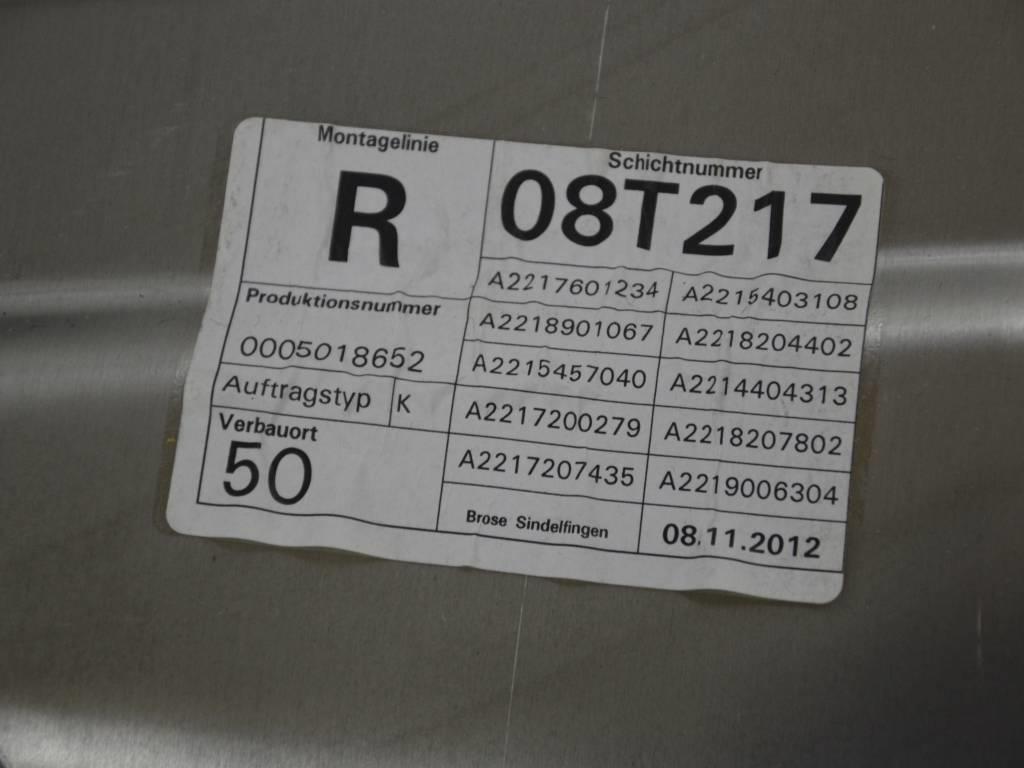 Montagelinie
R
Schichtnummer
08T217
Produktionsnummer
0005018652
Auftragstyp K
Verbauort
50
A2217601234 A2215403108
A2218901067 A2218204402
A2215457040 A2214404313
A2217200279 A2218207802
A2217207435 A2219006304
Brose Sindelfingen 08.11.2012